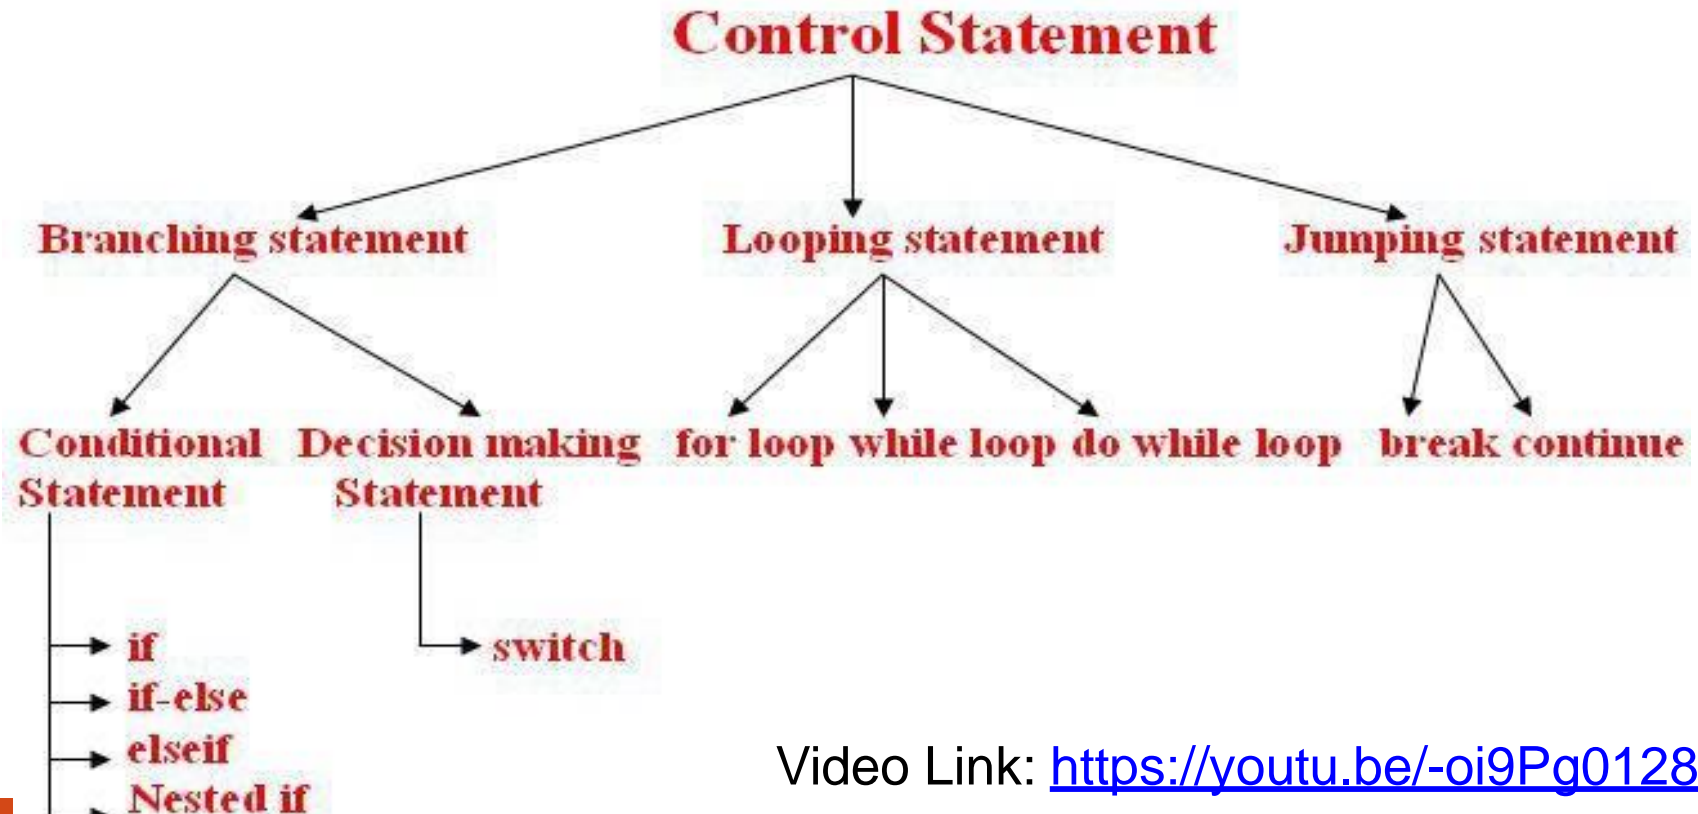 Control Statement
Branching statement
Looping statement
Jumping statement
Conditional
Statement
Decision making
Statement
for loop while loop do while loop
break continue
if
if-else
elseif
Nested if
switch
Video Link: https://youtu.be/-oi9Pg0128